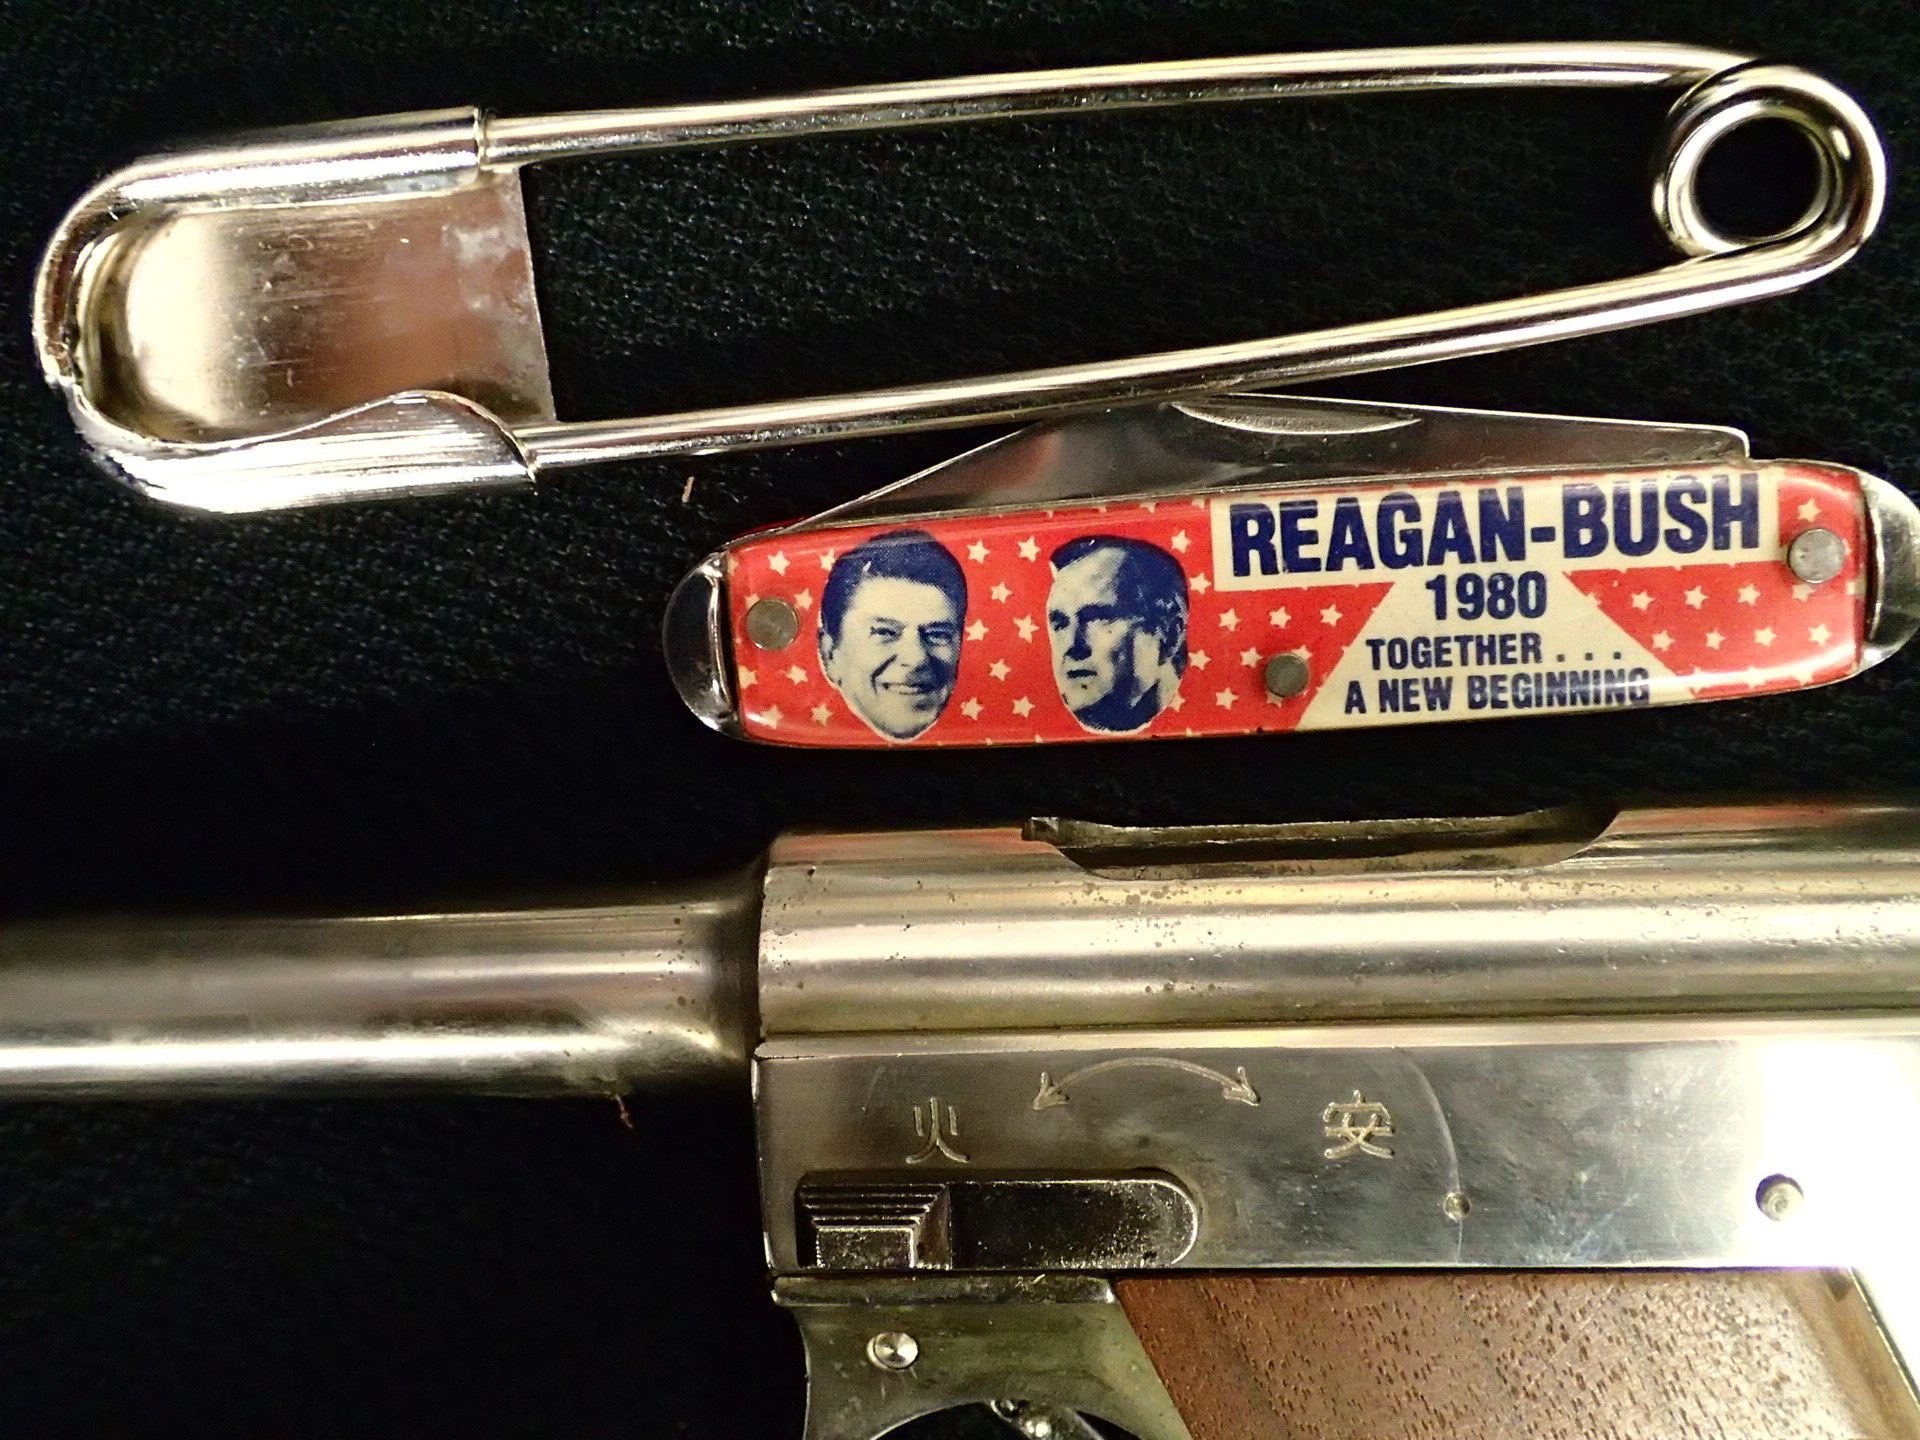 REAGAN-BUSH
1980
TOGETHER . . .
A NEW BEGINNING
火 安